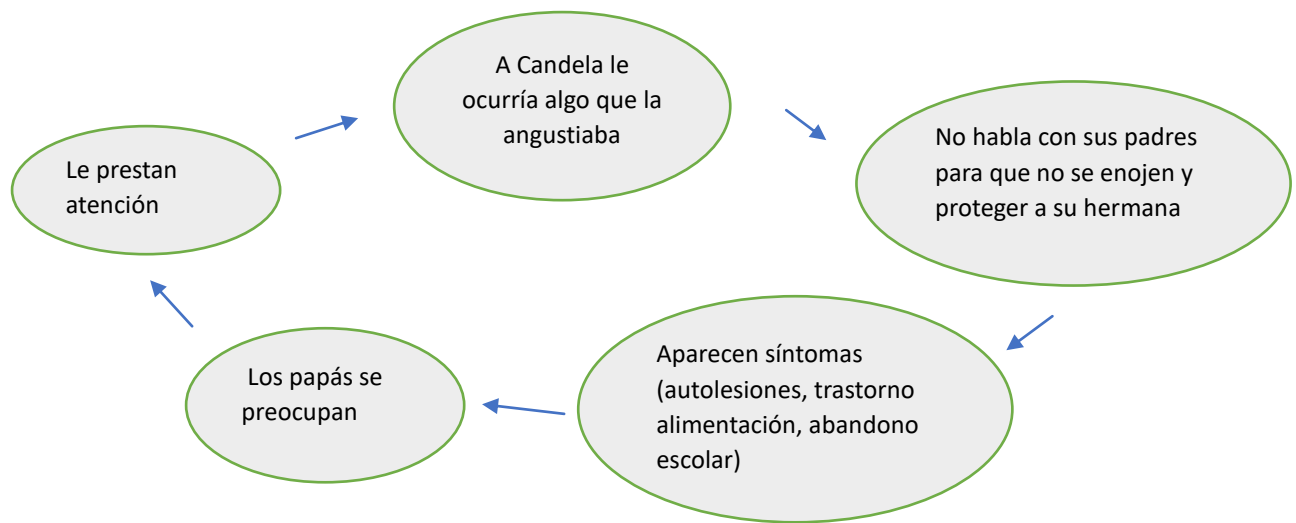 A Candela le
ocurría algo que la
angustiaba
No habla con sus padres
para que no se enojen y
proteger a su hermana
Aparecen síntomas
(autolesiones, trastorno
alimentación, abandono
escolar)
Los papás se
preocupan
Le prestan
atención